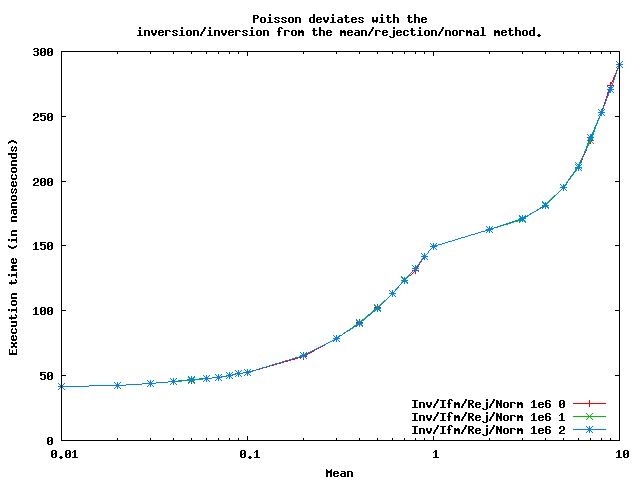 Poisson deviates with the
inversion/inversion from the mean/rejection/normal method.
300
250
200
150
100
50
0
Execution time (in nanoseconds)
Inv/Ifm/Rej/Norm 1e6 0
Inv/Ifm/Rej/Norm 1e6 1
Inv/Ifm/Rej/Norm 1e6 2
0.01 0.1 1 10
Mean